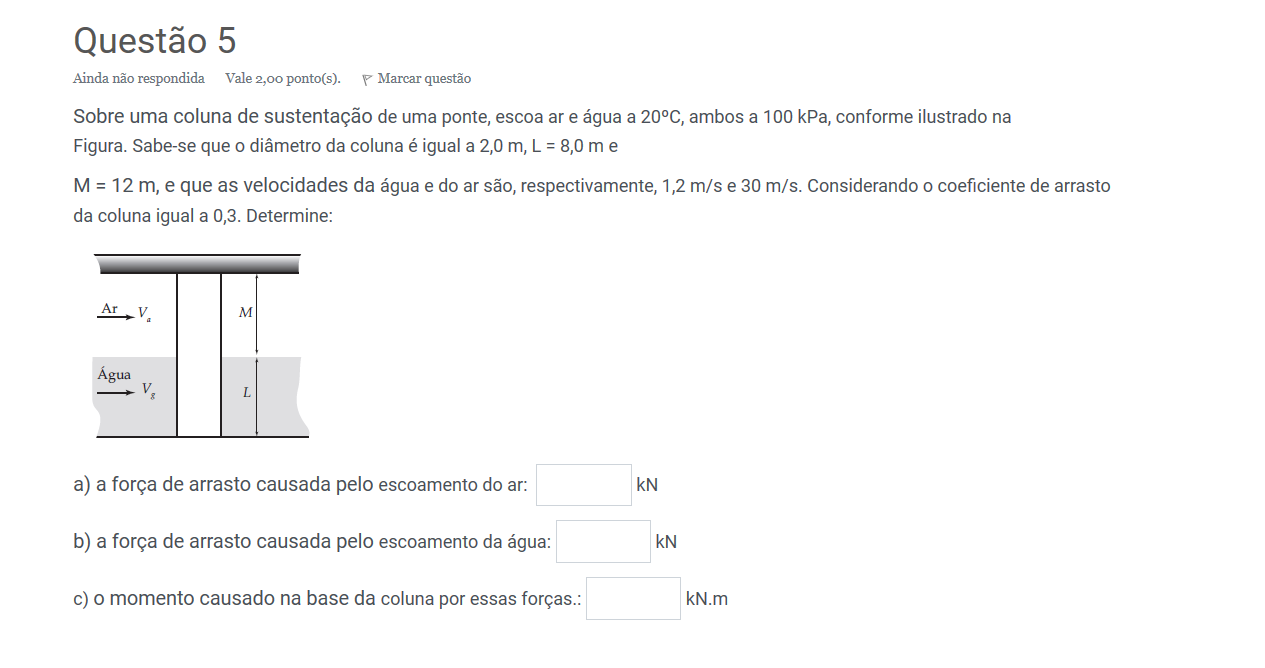 Questão 5
Ainda não respondida Vale 2,00 ponto(s). Marcar questão
Sobre uma coluna de sustentação de uma ponte, escoa ar e água a 20ºC, ambos a 100 kPa, conforme ilustrado na
Figura. Sabe-se que o diâmetro da coluna é igual a 2,0 m, L = 8,0 m e
M = 12 m, e que as velocidades da água e do ar são, respectivamente, 1,2 m/s e 30 m/s. Considerando o coeficiente de arrasto
da coluna igual a 0,3. Determine:
Ar Va M
Água
Vg L
a) a força de arrasto causada pelo escoamento do ar: kN
b) a força de arrasto causada pelo escoamento da água: kN
c) o momento causado na base da coluna por essas forças.: kN.m